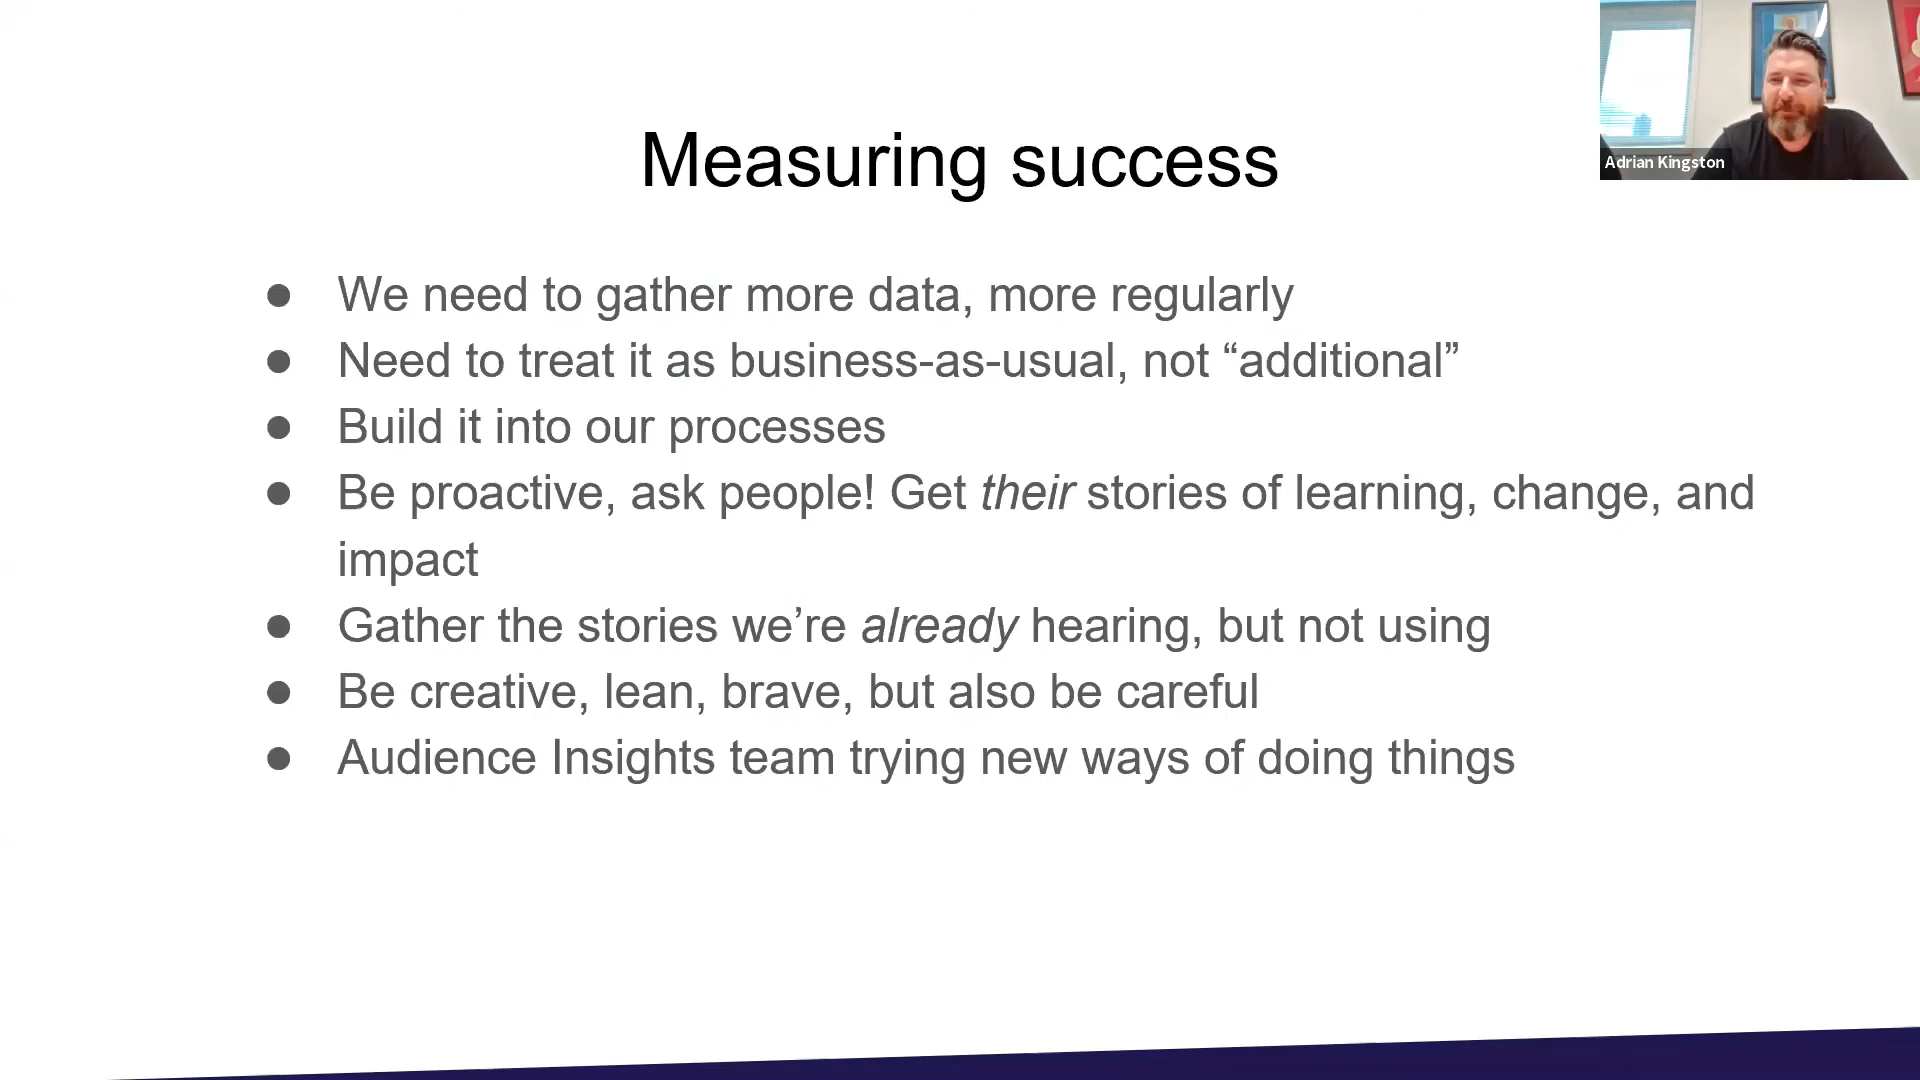 Adrian Kingston
Measuring success
● We need to gather more data, more regularly
● Need to treat it as business-as-usual, not “additional”
● Build it into our processes
● Be proactive, ask people! Get their stories of learning, change, and
impact
● Gather the stories we’re already hearing, but not using
● Be creative, lean, brave, but also be careful
● Audience Insights team trying new ways of doing things